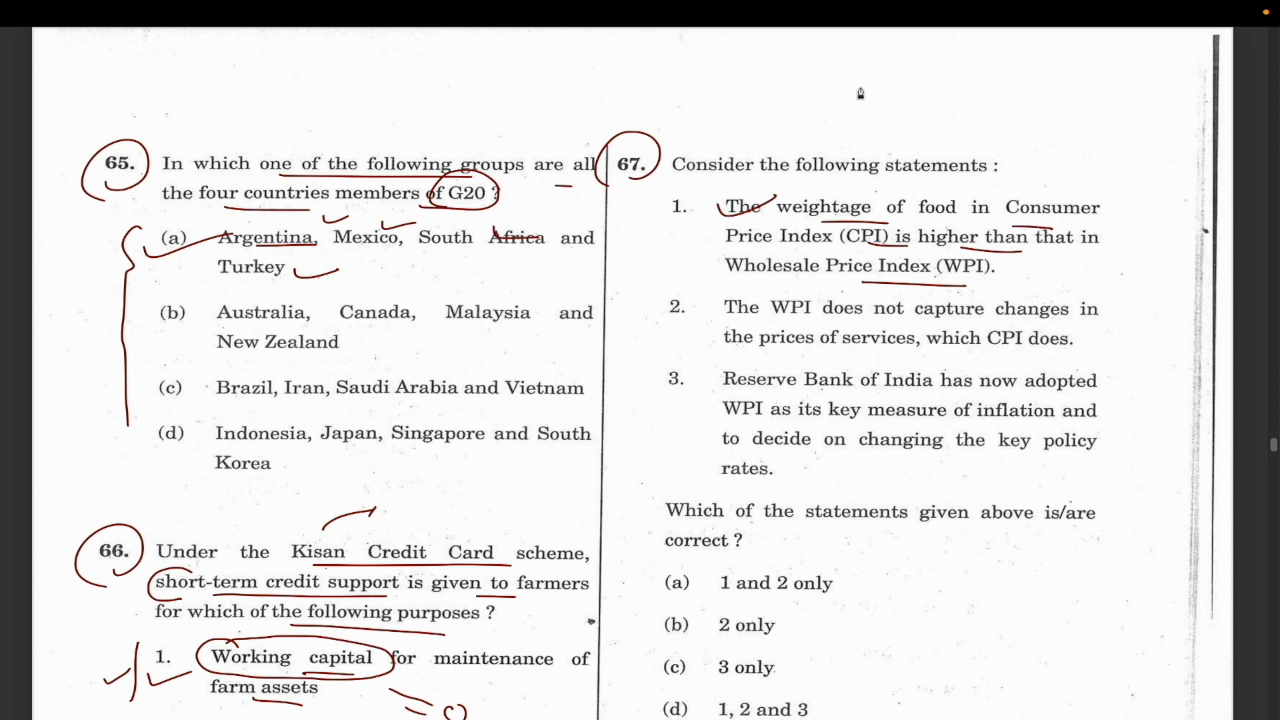 65. In which one of the following groups are all
the four countries members of G20 ?
(a) Argentina, Mexico, South Africa and
Turkey
(b) Australia, Canada, Malaysia and
New Zealand
(c) Brazil, Iran, Saudi Arabia and Vietnam
(d) Indonesia, Japan, Singapore and South
Korea
66. Under the Kisan Credit Card scheme,
short-term credit support is given to farmers
for which of the following purposes ?
1. Working capital for maintenance of
farm assets
67. Consider the following statements :
1. The weightage of food in Consumer
Price Index (CPI) is higher than that in
Wholesale Price Index (WPI).
2. The WPI does not capture changes in
the prices of services, which CPI does.
3. Reserve Bank of India has now adopted
WPI as its key measure of inflation and
to decide on changing the key policy
rates.
Which of the statements given above is/are
correct ?
(a) 1 and 2 only
(b) 2 only
(c) 3 only
(d) 1, 2 and 3